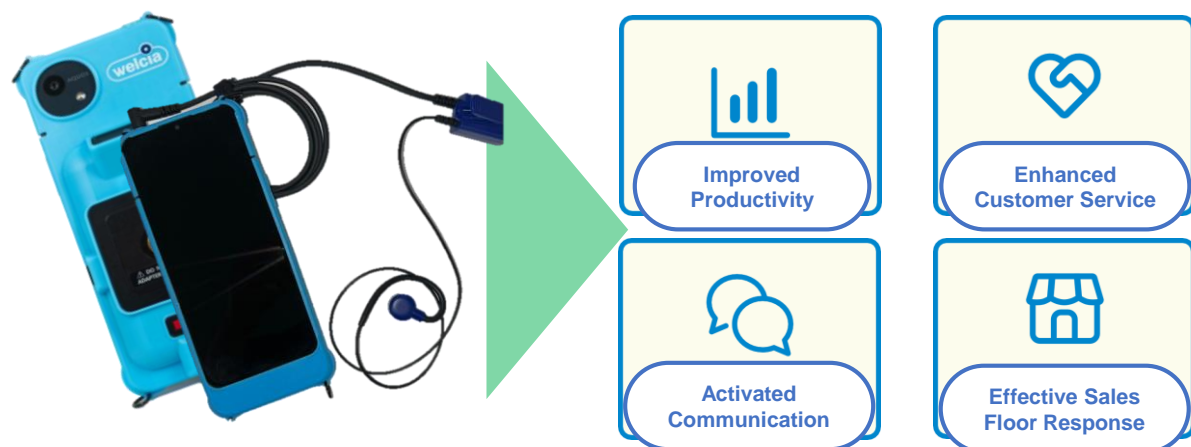 welcia
Improved
Productivity
Enhanced
Customer Service
Activated
Communication
Effective Sales
Floor Response